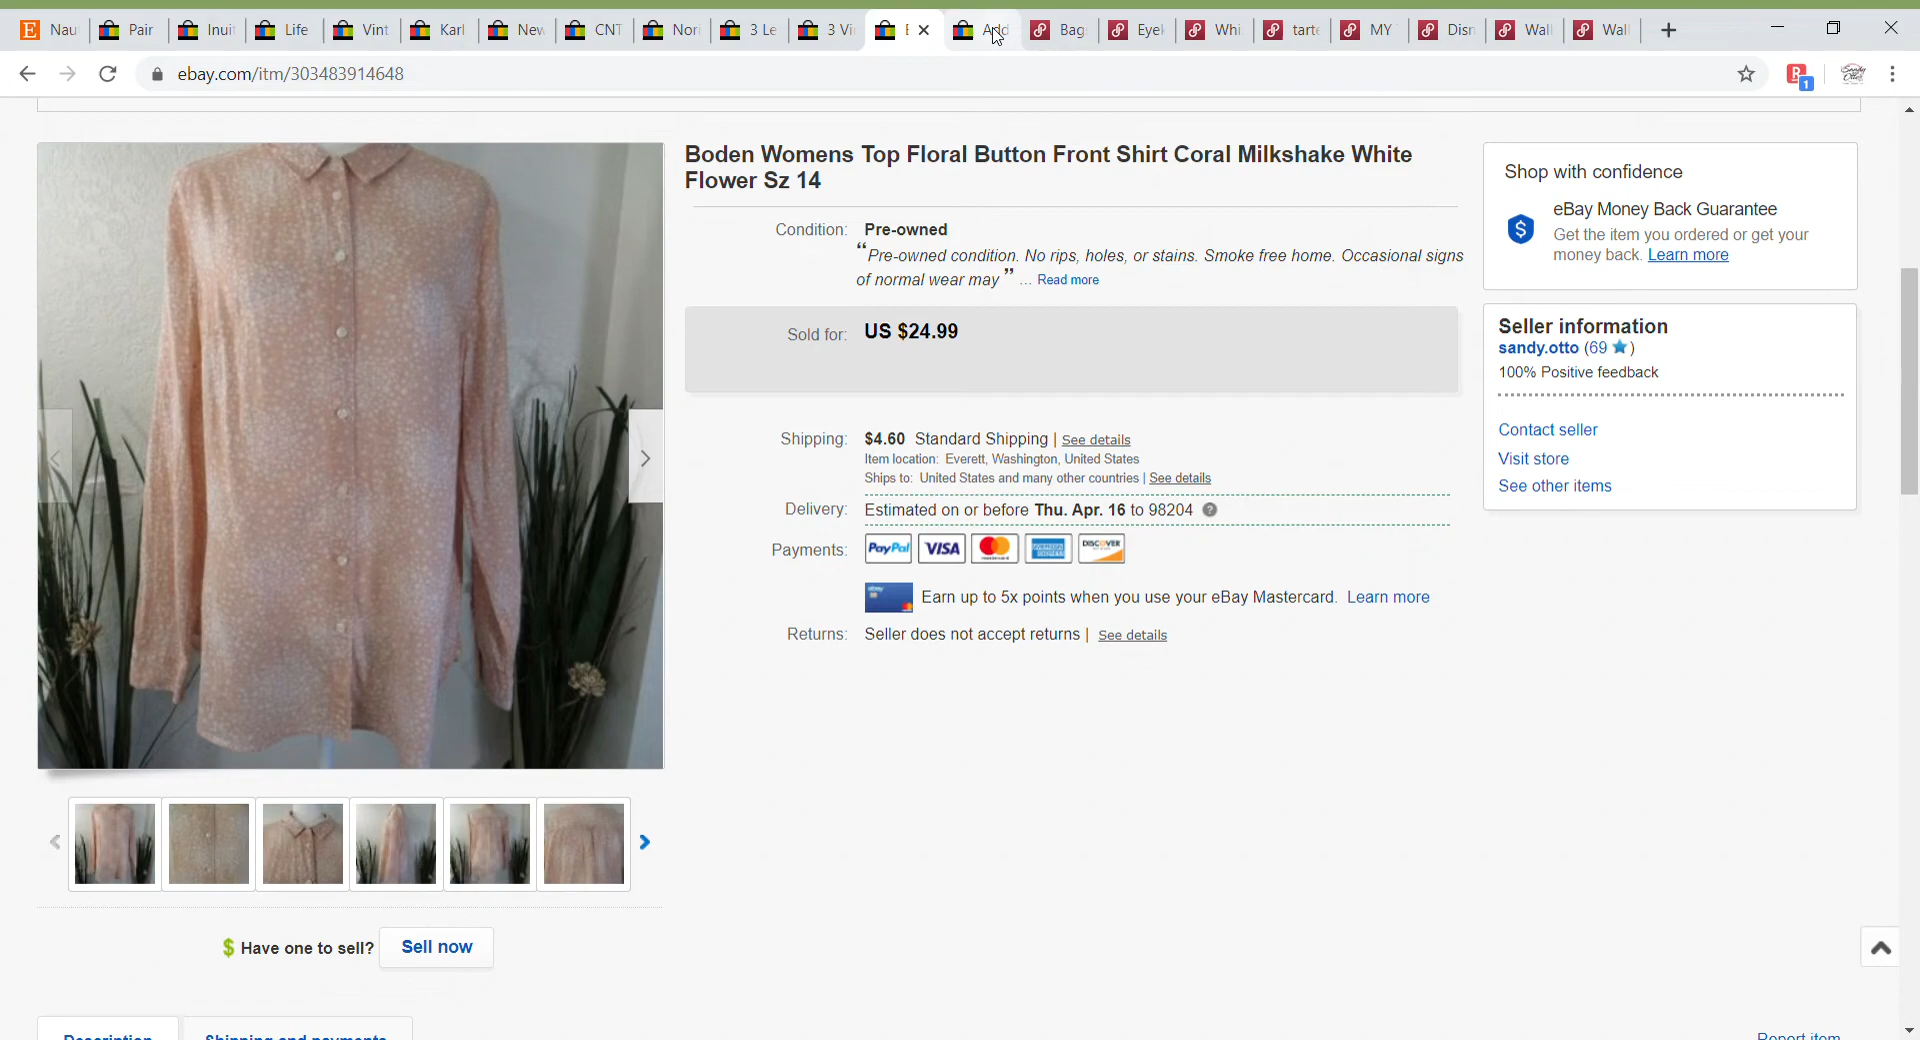 Nau
Pair
Inuit
Life
Vint
Karl
New
CNT
Nori
3 Le
3 Vi
Add
Bag
Eyel
Whi
tarte
MY
Disn
Wall
Wall
ebay.com/itm/303483914648
Boden Womens Top Floral Button Front Shirt Coral Milkshake White
Flower Sz 14
Condition: Pre-owned
“Pre-owned condition. No rips, holes, or stains. Smoke free home. Occasional signs
of normal wear may” ... Read more
Sold for: US $24.99
Shipping: $4.60 Standard Shipping | See details
Item location: Everett, Washington, United States
Ships to: United States and many other countries | See details
Delivery: Estimated on or before Thu. Apr. 16 to 98204 ?
Payments: PayPal VISA DISCOVER
Earn up to 5x points when you use your eBay Mastercard. Learn more
Returns: Seller does not accept returns | See details
Shop with confidence
eBay Money Back Guarantee
Get the item you ordered or get your
money back. Learn more
Seller information
sandy.otto (69)
100% Positive feedback
Contact seller
Visit store
See other items
Have one to sell? Sell now
Description
Shipping and payments
Report item